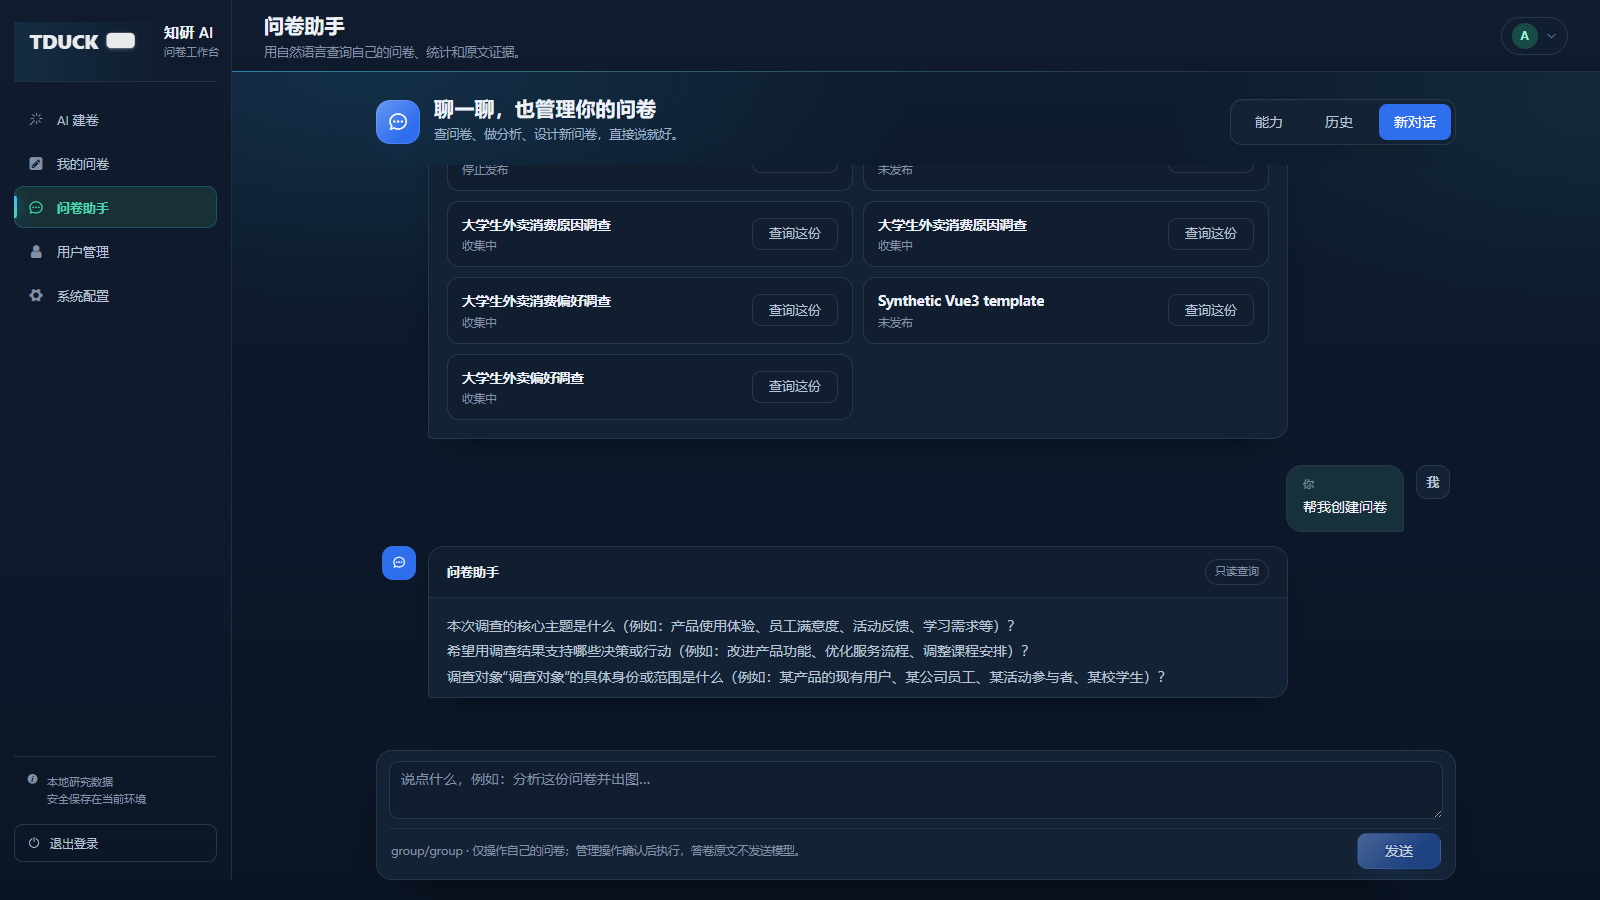 TDUCK
知研 AI
问卷工作台
AI 建卷
我的问卷
问卷助手
用户管理
系统配置
本地研究数据
安全保存在当前环境
退出登录
问卷助手
用自然语言查询自己的问卷、统计和原文证据。
A
聊一聊，也管理你的问卷
查问卷、做分析、设计新问卷，直接说就好。
能力
历史
新对话
停止发布
未发布
大学生外卖消费原因调查
收集中
查询这份
大学生外卖消费原因调查
收集中
查询这份
大学生外卖消费偏好调查
收集中
查询这份
Synthetic Vue3 template
未发布
查询这份
大学生外卖偏好调查
收集中
查询这份
你
帮我创建问卷
我
问卷助手
只读查询
本次调查的核心主题是什么（例如：产品使用体验、员工满意度、活动反馈、学习需求等）？
希望用调查结果支持哪些决策或行动（例如：改进产品功能、优化服务流程、调整课程安排）？
调查对象“调查对象”的具体身份或范围是什么（例如：某产品的现有用户、某公司员工、某活动参与者、某校学生）？
说点什么，例如：分析这份问卷并出图...
group/group · 仅操作自己的问卷；管理操作确认后执行，答卷原文不发送模型。
发送